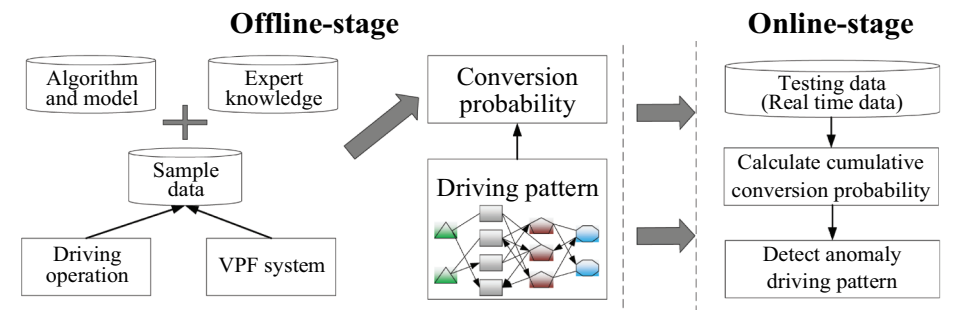 Offline-stage
Online-stage
Algorithm
and model
Expert
knowledge
Sample
data
Driving
operation
VPF system
Conversion
probability
Driving pattern
Testing data
(Real time data)
Calculate cumulative
conversion probability
Detect anomaly
driving pattern